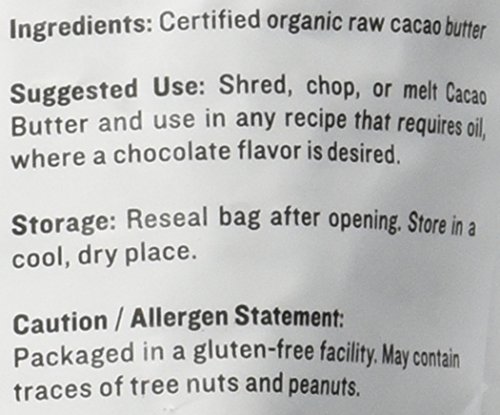 Ingredients: Certified organic raw cacao butter
Suggested Use: Shred, chop, or melt Cacao
Butter and use in any recipe that requires oil,
where a chocolate flavor is desired.
Storage: Reseal bag after opening. Store in a
cool, dry place.
Caution / Allergen Statement:
Packaged in a gluten-free facility. May contain
traces of tree nuts and peanuts.